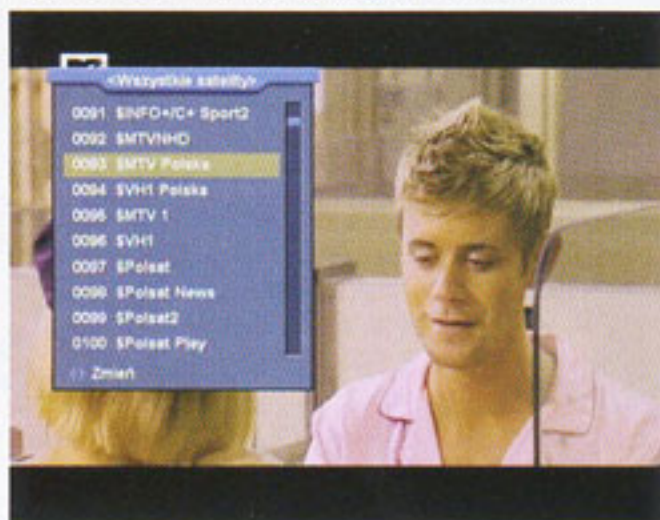 <Wszystkie satelity>
0091 $INFO+/C+ Sport2
0092 $MTVNHD
0093 $MTV Polska
0094 $VH1 Polska
0095 $MTV 1
0096 $VH1
0097 $Polsat
0098 $Polsat News
0099 $Polsat2
0100 $Polsat Play
Zmień